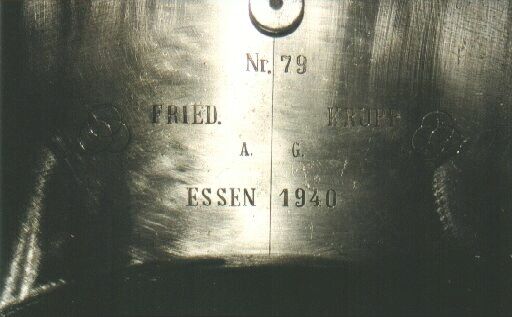 Nr. 79
FRIED. KRUPP
A. G.
ESSEN 1940